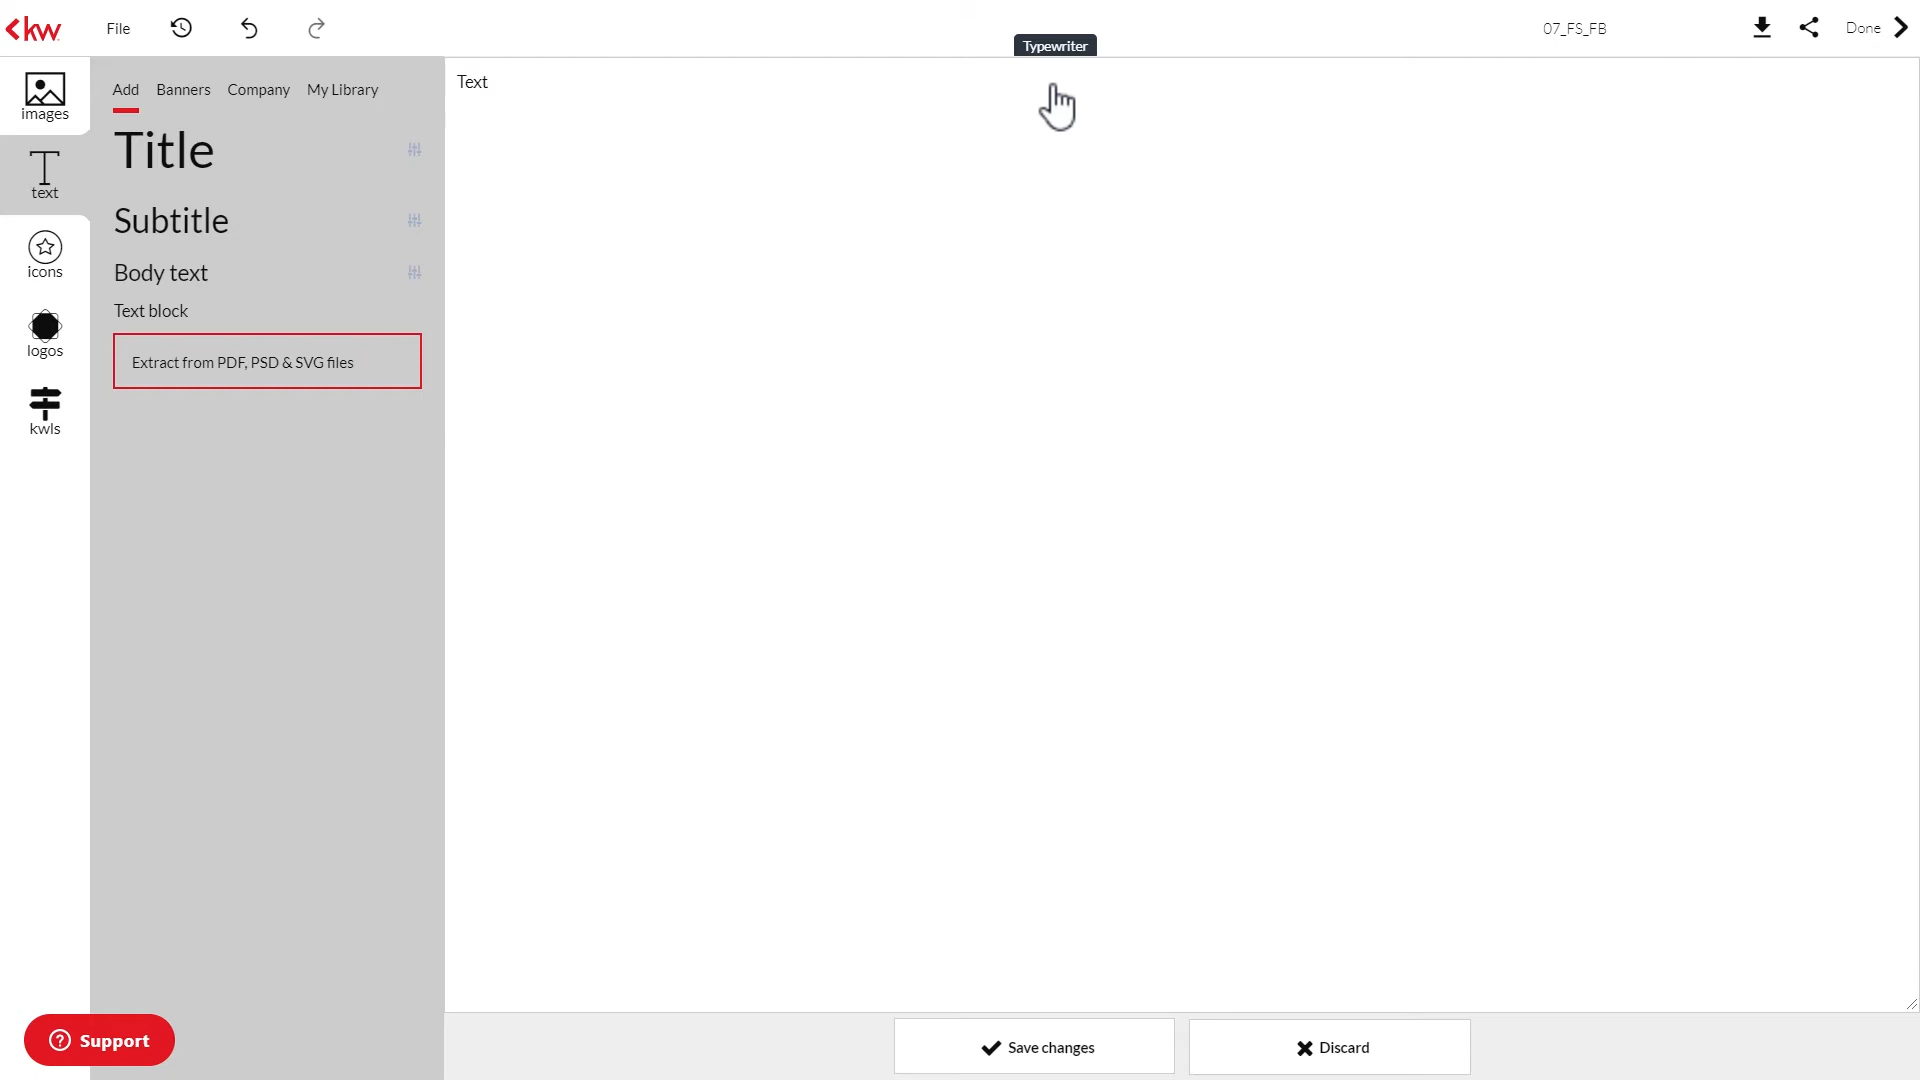 kw
File
07_FS_FB
Done
Typewriter
images
text
icons
logos
kwls
Add Banners Company My Library
Title
Subtitle
Body text
Text block
Extract from PDF, PSD & SVG files
Text
Support
Save changes
Discard